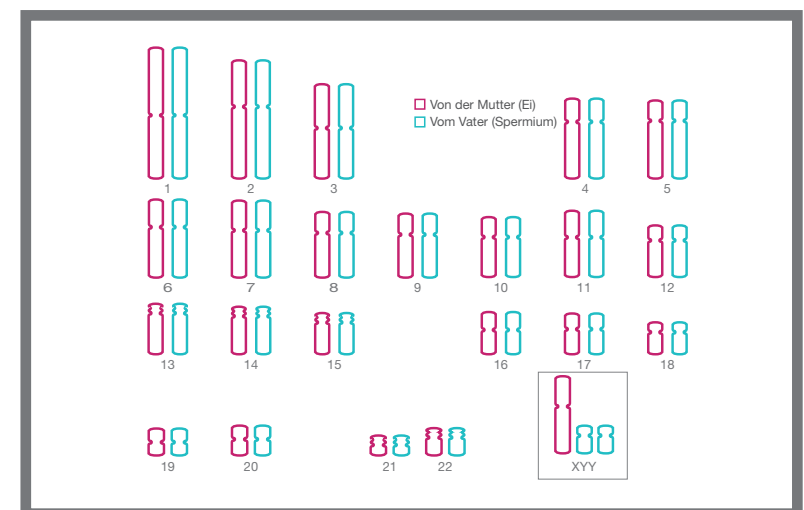 Von der Mutter (Ei)
Vom Vater (Spermium)
1 2 3 4 5
6 7 8 9 10 11 12
13 14 15 16 17 18
19 20 21 22 XYY